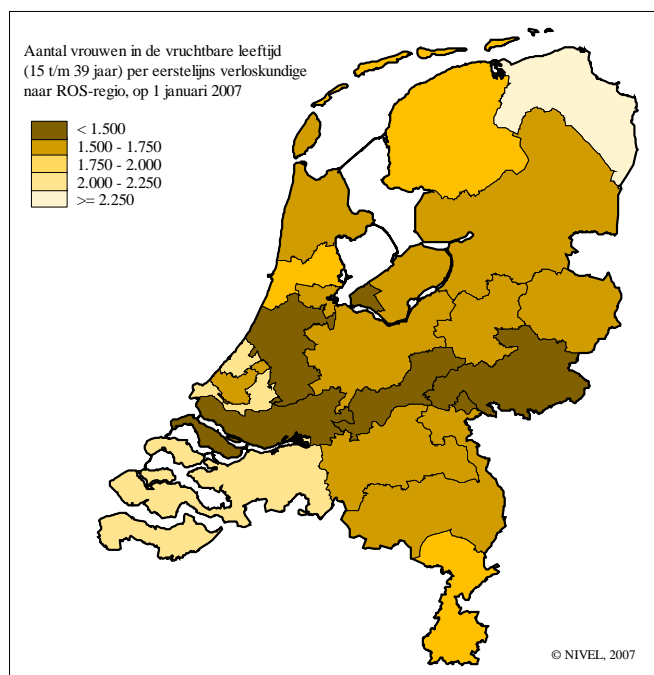 Aantal vrouwen in de vruchtbare leeftijd
(15 t/m 39 jaar) per eerstelijns verloskundige
naar ROS-regio, op 1 januari 2007
< 1.500
1.500 - 1.750
1.750 - 2.000
2.000 - 2.250
>= 2.250
© NIVEL, 2007